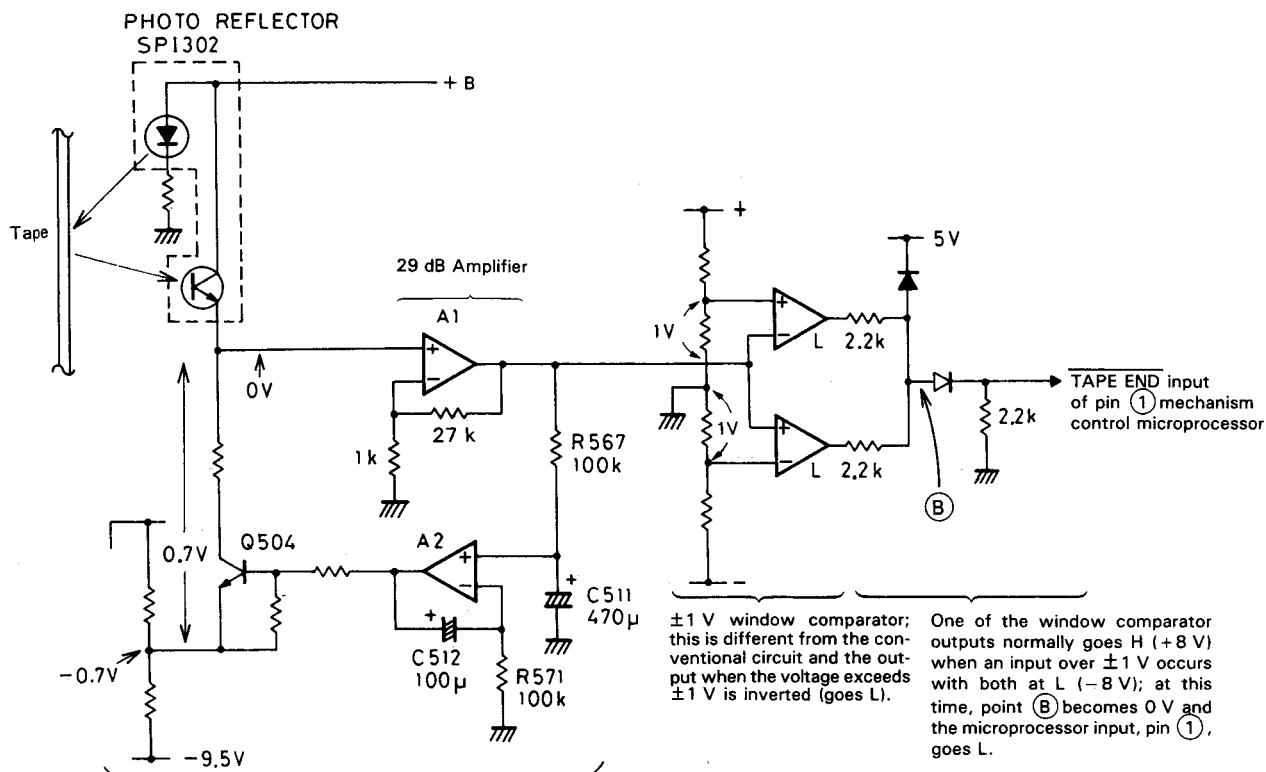 PHOTO REFLECTOR
SP1302
+ B
Tape
29 dB Amplifier
A1
+
−
0V
27 k
1k
R567
100k
+
1V
1V
−
+
−
L
2.2k
+
−
L
2.2k
5V
B
2.2k
TAPE END input
of pin ① mechanism
control microprocessor
0.7V
Q504
A2
+
−
+
C512
100μ
R571
100k
+
C511
470μ
−0.7V
−9.5V
±1 V window comparator;
this is different from the con-
ventional circuit and the out-
put when the voltage exceeds
±1 V is inverted (goes L).
One of the window comparator
outputs normally goes H (+8 V)
when an input over ±1 V occurs
with both at L (−8 V); at this
time, point Ⓑ becomes 0 V and
the microprocessor input, pin ①,
goes L.